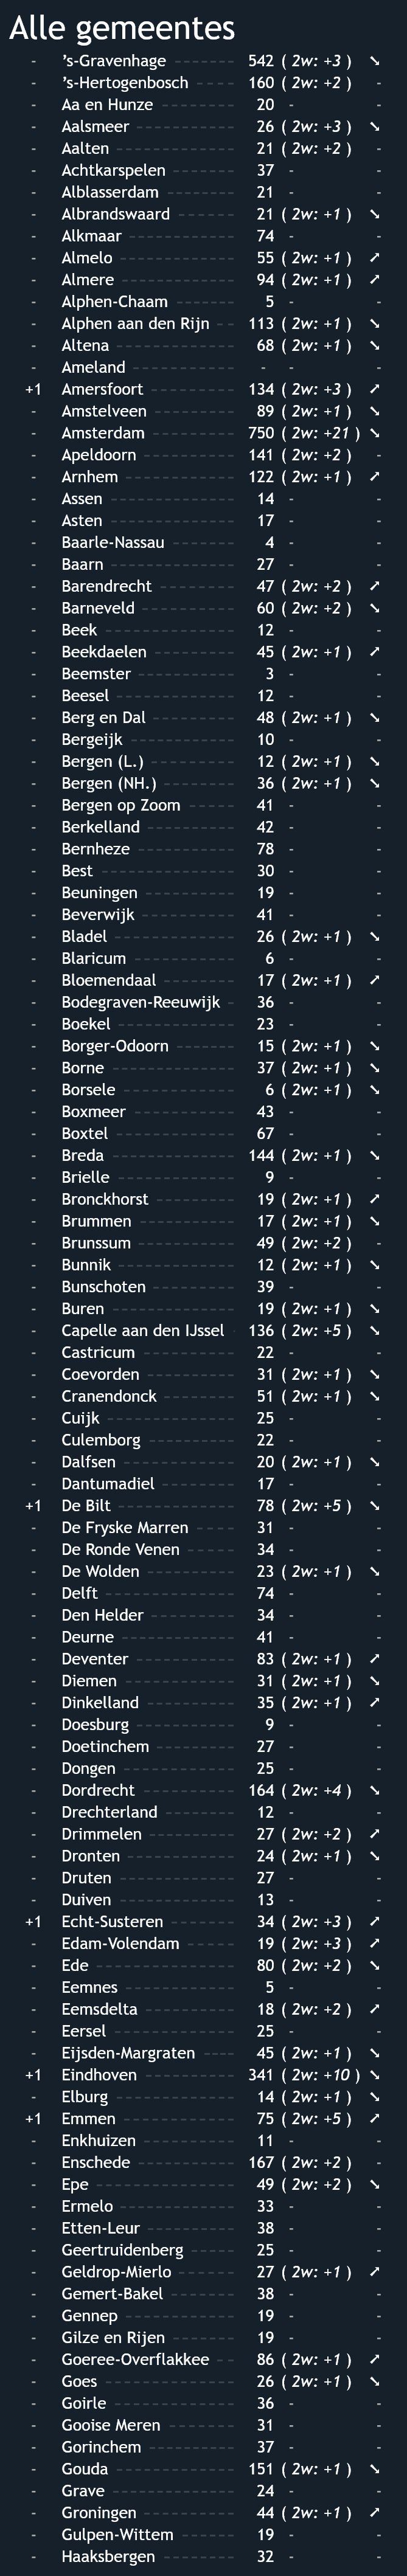 Alle gemeentes
- 's-Gravenhage 542 ( 2w: +3 ) ➘
- 's-Hertogenbosch 160 ( 2w: +2 ) -
- Aa en Hunze 20 - -
- Aalsmeer 26 ( 2w: +3 ) ➘
- Aalten 21 ( 2w: +2 ) -
- Achtkarspelen 37 - -
- Alblasserdam 21 - -
- Albrandswaard 21 ( 2w: +1 ) ➘
- Alkmaar 74 - -
- Almelo 55 ( 2w: +1 ) ➚
- Almere 94 ( 2w: +1 ) ➚
- Alphen-Chaam 5 - -
- Alphen aan den Rijn 113 ( 2w: +1 ) ➘
- Altena 68 ( 2w: +1 ) ➘
- Ameland - - -
+1 Amersfoort 134 ( 2w: +3 ) ➚
- Amstelveen 89 ( 2w: +1 ) ➘
- Amsterdam 750 ( 2w: +21 ) ➘
- Apeldoorn 141 ( 2w: +2 ) -
- Arnhem 122 ( 2w: +1 ) ➚
- Assen 14 - -
- Asten 17 - -
- Baarle-Nassau 4 - -
- Baarn 27 - -
- Barendrecht 47 ( 2w: +2 ) ➚
- Barneveld 60 ( 2w: +2 ) ➘
- Beek 12 - -
- Beekdaelen 45 ( 2w: +1 ) ➚
- Beemster 3 - -
- Beesel 12 - -
- Berg en Dal 48 ( 2w: +1 ) ➘
- Bergeijk 10 - -
- Bergen (L.) 12 ( 2w: +1 ) ➘
- Bergen (NH.) 36 ( 2w: +1 ) ➘
- Bergen op Zoom 41 - -
- Berkelland 42 - -
- Bernheze 78 - -
- Best 30 - -
- Beuningen 19 - -
- Beverwijk 41 - -
- Bladel 26 ( 2w: +1 ) ➘
- Blaricum 6 - -
- Bloemendaal 17 ( 2w: +1 ) ➚
- Bodegraven-Reeuwijk 36 - -
- Boekel 23 - -
- Borger-Odoorn 15 ( 2w: +1 ) ➘
- Borne 37 ( 2w: +1 ) ➘
- Borsele 6 ( 2w: +1 ) ➘
- Boxmeer 43 - -
- Boxtel 67 - -
- Breda 144 ( 2w: +1 ) ➘
- Brielle 9 - -
- Bronckhorst 19 ( 2w: +1 ) ➚
- Brummen 17 ( 2w: +1 ) ➘
- Brunssum 49 ( 2w: +2 ) -
- Bunnik 12 ( 2w: +1 ) ➘
- Bunschoten 39 - -
- Buren 19 ( 2w: +1 ) ➘
- Capelle aan den IJssel 136 ( 2w: +5 ) ➘
- Castricum 22 - -
- Coevorden 31 ( 2w: +1 ) ➘
- Cranendonck 51 ( 2w: +1 ) ➘
- Cuijk 25 - -
- Culemborg 22 - -
- Dalfsen 20 ( 2w: +1 ) ➘
- Dantumadiel 17 - -
+1 De Bilt 78 ( 2w: +5 ) ➘
- De Fryske Marren 31 - -
- De Ronde Venen 34 - -
- De Wolden 23 ( 2w: +1 ) ➘
- Delft 74 - -
- Den Helder 34 - -
- Deurne 41 - -
- Deventer 83 ( 2w: +1 ) ➚
- Diemen 31 ( 2w: +1 ) ➘
- Dinkelland 35 ( 2w: +1 ) ➚
- Doesburg 9 - -
- Doetinchem 27 - -
- Dongen 25 - -
- Dordrecht 164 ( 2w: +4 ) ➘
- Drechterland 12 - -
- Drimmelen 27 ( 2w: +2 ) ➚
- Dronten 24 ( 2w: +1 ) ➘
- Druten 27 - -
- Duiven 13 - -
+1 Echt-Susteren 34 ( 2w: +3 ) ➚
- Edam-Volendam 19 ( 2w: +3 ) ➚
- Ede 80 ( 2w: +2 ) ➘
- Eemnes 5 - -
- Eemsdelta 18 ( 2w: +2 ) ➚
- Eersel 25 - -
- Eijsden-Margraten 45 ( 2w: +1 ) ➘
+1 Eindhoven 341 ( 2w: +10 ) ➘
- Elburg 14 ( 2w: +1 ) ➘
+1 Emmen 75 ( 2w: +5 ) ➚
- Enkhuizen 11 - -
- Enschede 167 ( 2w: +2 ) -
- Epe 49 ( 2w: +2 ) ➘
- Ermelo 33 - -
- Etten-Leur 38 - -
- Geertruidenberg 25 - -
- Geldrop-Mierlo 27 ( 2w: +1 ) ➚
- Gemert-Bakel 38 - -
- Gennep 19 - -
- Gilze en Rijen 19 - -
- Goeree-Overflakkee 86 ( 2w: +1 ) ➚
- Goes 26 ( 2w: +1 ) ➘
- Goirle 36 - -
- Gooise Meren 31 - -
- Gorinchem 37 - -
- Gouda 151 ( 2w: +1 ) ➘
- Grave 24 - -
- Groningen 44 ( 2w: +1 ) ➚
- Gulpen-Wittem 19 - -
- Haaksbergen 32 - -